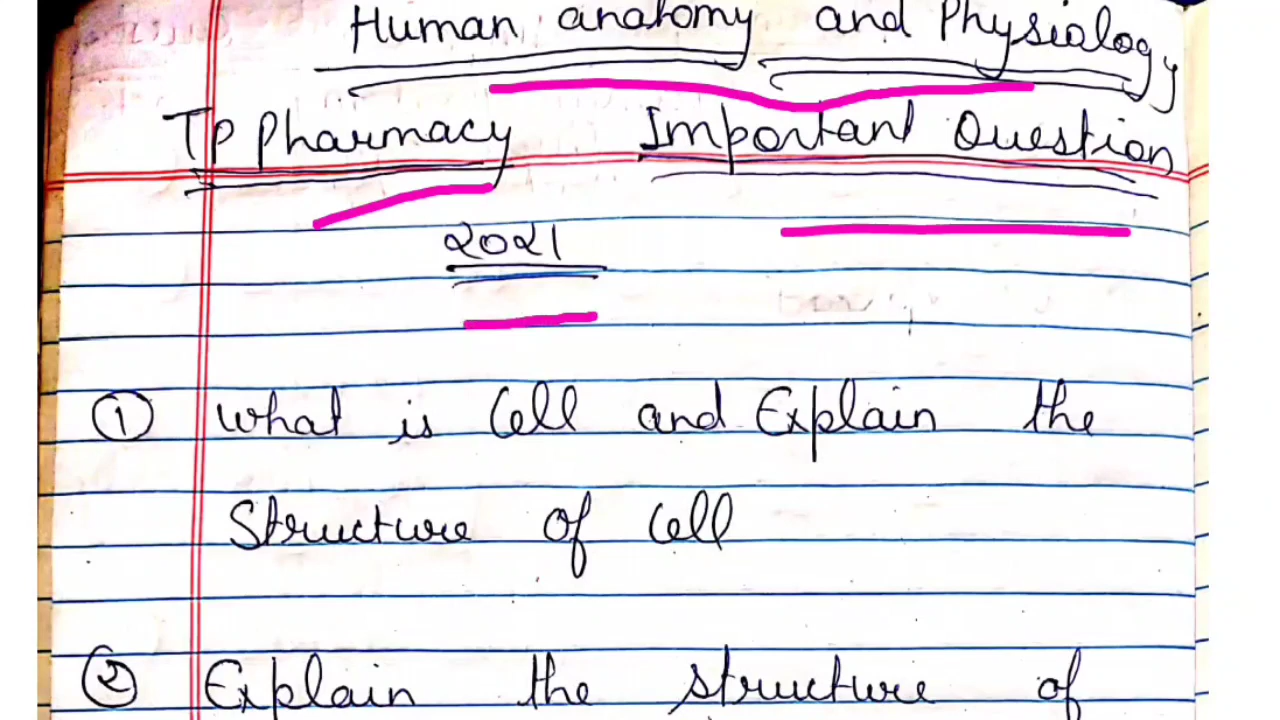 Human anatomy and Physiology
TP Pharmacy Important Question
2021
① What is Cell and Explain the
Structure of Cell
② Explain the structure of